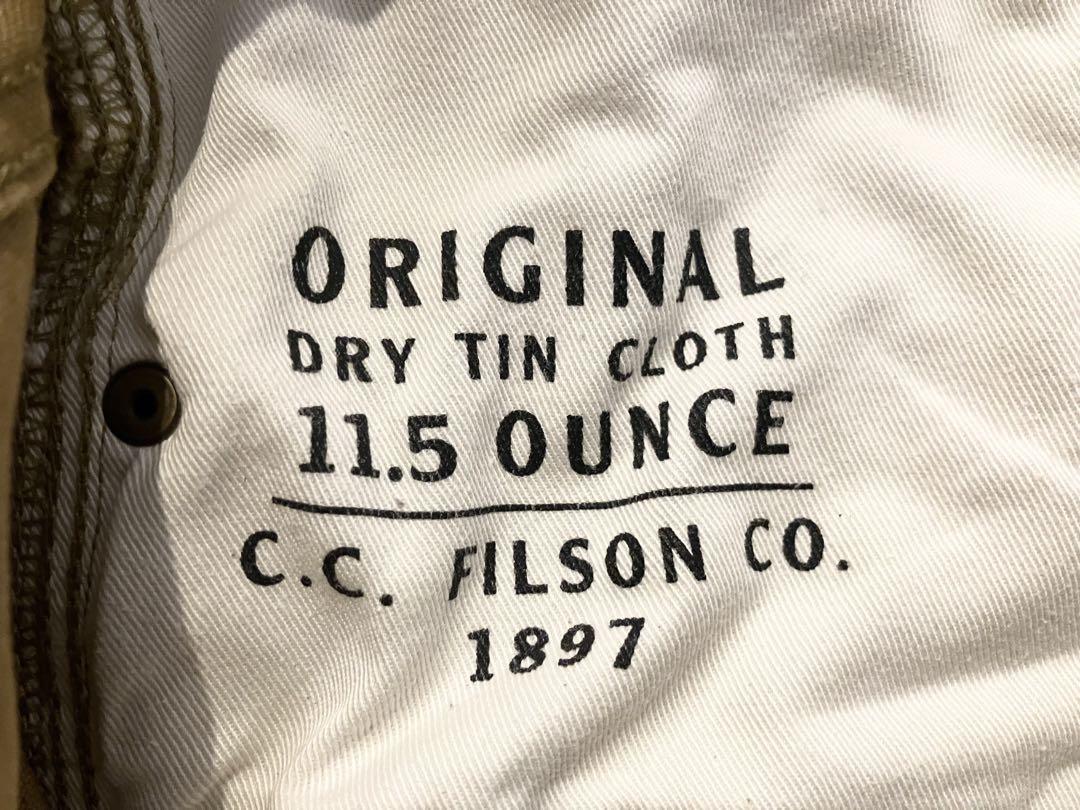 ORIGINAL
DRY TIN CLOTH
11.5 OUNCE
C.C. FILSON CO.
1897